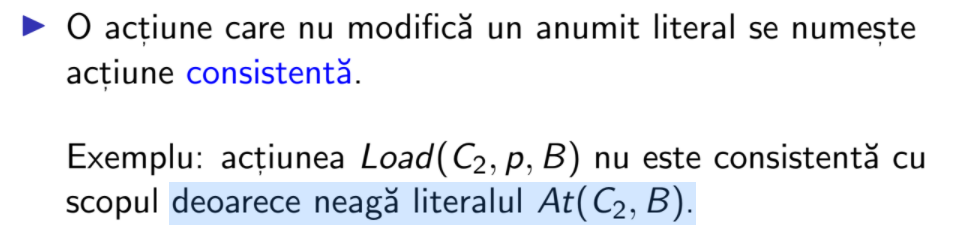 ▶ O acțiune care nu modifică un anumit literal se numește
acțiune consistentă.
Exemplu: acțiunea Load(C₂, p, B) nu este consistentă cu
scopul deoarece neagă literalul At(C₂, B).